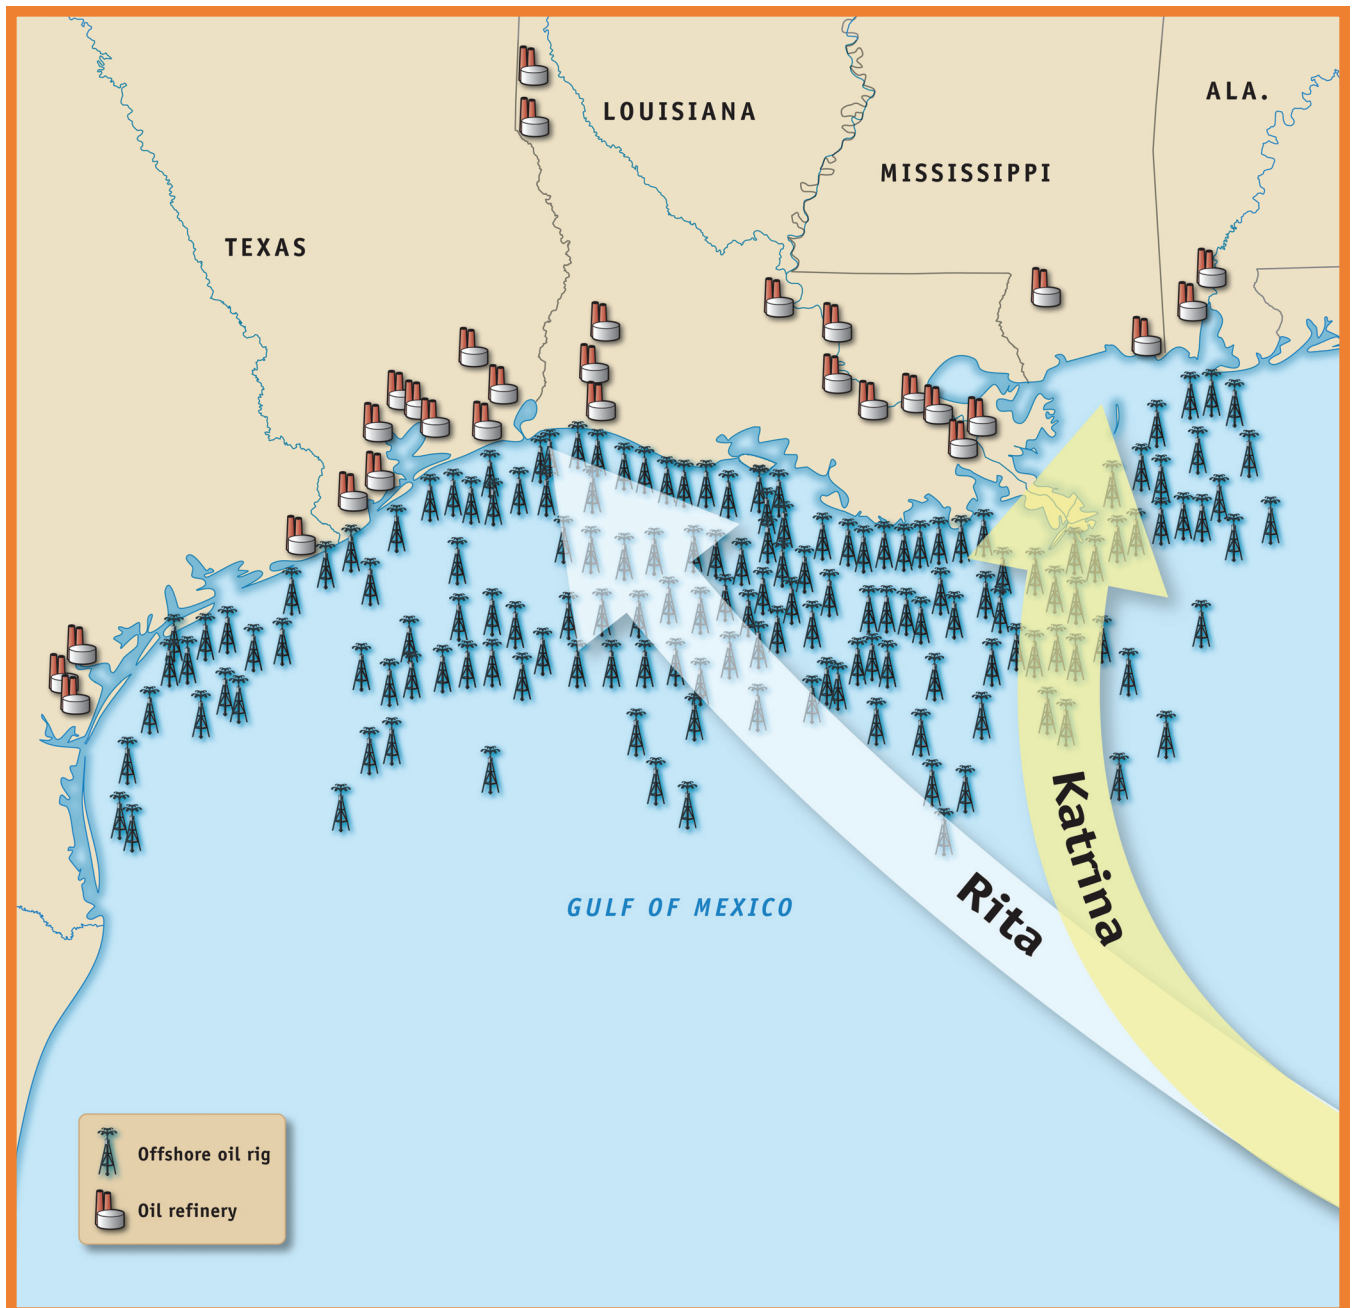 LOUISIANA
ALA.
MISSISSIPPI
TEXAS
Katrina
Rita
GULF OF MEXICO
Offshore oil rig
Oil refinery